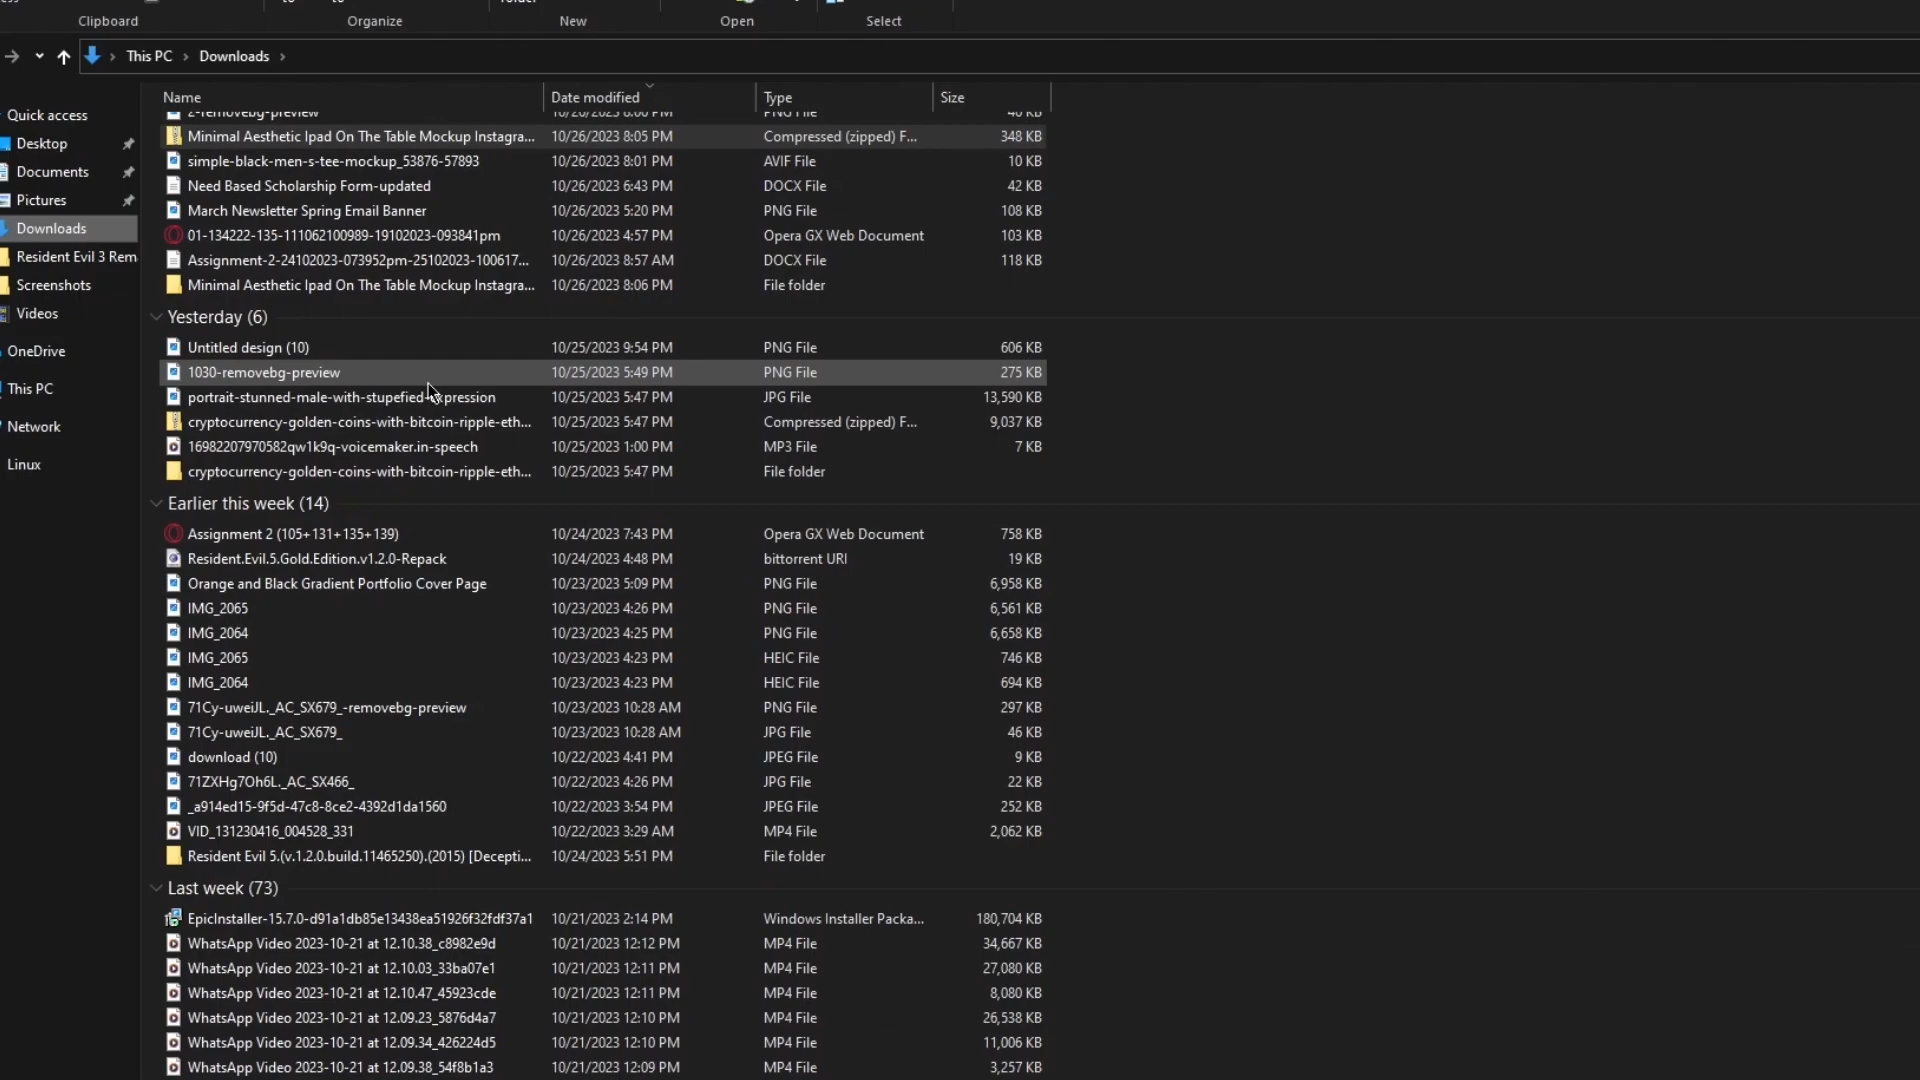 Clipboard Organize New Open Select
This PC Downloads
Name Date modified Type Size
2-removebg-preview 10/26/2023 8:06 PM PNG File
Minimal Aesthetic Ipad On The Table Mockup Instagra... 10/26/2023 8:05 PM Compressed (zipped) F... 348 KB
simple-black-men-s-tee-mockup_53876-57893 10/26/2023 8:01 PM AVIF File 10 KB
Need Based Scholarship Form-updated 10/26/2023 6:43 PM DOCX File 42 KB
March Newsletter Spring Email Banner 10/26/2023 5:20 PM PNG File 108 KB
01-134222-135-111062100989-19102023-093841pm 10/26/2023 4:57 PM Opera GX Web Document 103 KB
Assignment-2-24102023-073952pm-25102023-100617... 10/26/2023 8:57 AM DOCX File 118 KB
Minimal Aesthetic Ipad On The Table Mockup Instagra... 10/26/2023 8:06 PM File folder
Yesterday (6)
Untitled design (10) 10/25/2023 9:54 PM PNG File 606 KB
1030-removebg-preview 10/25/2023 5:49 PM PNG File 275 KB
portrait-stunned-male-with-stupefied-expression 10/25/2023 5:47 PM JPG File 13,590 KB
cryptocurrency-golden-coins-with-bitcoin-ripple-eth... 10/25/2023 5:47 PM Compressed (zipped) F... 9,037 KB
16982207970582qw1k9q-voicemaker.in-speech 10/25/2023 1:00 PM MP3 File 7 KB
cryptocurrency-golden-coins-with-bitcoin-ripple-eth... 10/25/2023 5:47 PM File folder
Earlier this week (14)
Assignment 2 (105+131+135+139) 10/24/2023 7:43 PM Opera GX Web Document 758 KB
Resident.Evil.5.Gold.Edition.v1.2.0-Repack 10/24/2023 4:48 PM bittorrent URI 19 KB
Orange and Black Gradient Portfolio Cover Page 10/23/2023 5:09 PM PNG File 6,958 KB
IMG_2065 10/23/2023 4:26 PM PNG File 6,561 KB
IMG_2064 10/23/2023 4:25 PM PNG File 6,658 KB
IMG_2065 10/23/2023 4:23 PM HEIC File 746 KB
IMG_2064 10/23/2023 4:23 PM HEIC File 694 KB
71Cy-uweiJL._AC_SX679_-removebg-preview 10/23/2023 10:28 AM PNG File 297 KB
71Cy-uweiJL._AC_SX679_ 10/23/2023 10:28 AM JPG File 46 KB
download (10) 10/22/2023 4:41 PM JPEG File 9 KB
71ZXHg7Oh6L._AC_SX466_ 10/22/2023 4:26 PM JPG File 22 KB
_a914ed15-9f5d-47c8-8ce2-4392d1da1560 10/22/2023 3:54 PM JPEG File 252 KB
VID_131230416_004528_331 10/22/2023 3:29 AM MP4 File 2,062 KB
Resident Evil 5.(v.1.2.0.build.11465250).(2015) [Decepti... 10/24/2023 5:51 PM File folder
Last week (73)
EpicInstaller-15.7.0-d91a1db85e13438ea51926f32fdf37a1 10/21/2023 2:14 PM Windows Installer Packa... 180,704 KB
WhatsApp Video 2023-10-21 at 12.10.38_c8982e9d 10/21/2023 12:12 PM MP4 File 34,667 KB
WhatsApp Video 2023-10-21 at 12.10.03_33ba07e1 10/21/2023 12:11 PM MP4 File 27,080 KB
WhatsApp Video 2023-10-21 at 12.10.47_45923cde 10/21/2023 12:11 PM MP4 File 8,080 KB
WhatsApp Video 2023-10-21 at 12.09.23_5876d4a7 10/21/2023 12:10 PM MP4 File 26,538 KB
WhatsApp Video 2023-10-21 at 12.09.34_426224d5 10/21/2023 12:10 PM MP4 File 11,006 KB
WhatsApp Video 2023-10-21 at 12.09.38_54f8b1a3 10/21/2023 12:09 PM MP4 File 3,257 KB
Quick access
Desktop
Documents
Pictures
Downloads
Resident Evil 3 Rem
Screenshots
Videos
OneDrive
This PC
Network
Linux